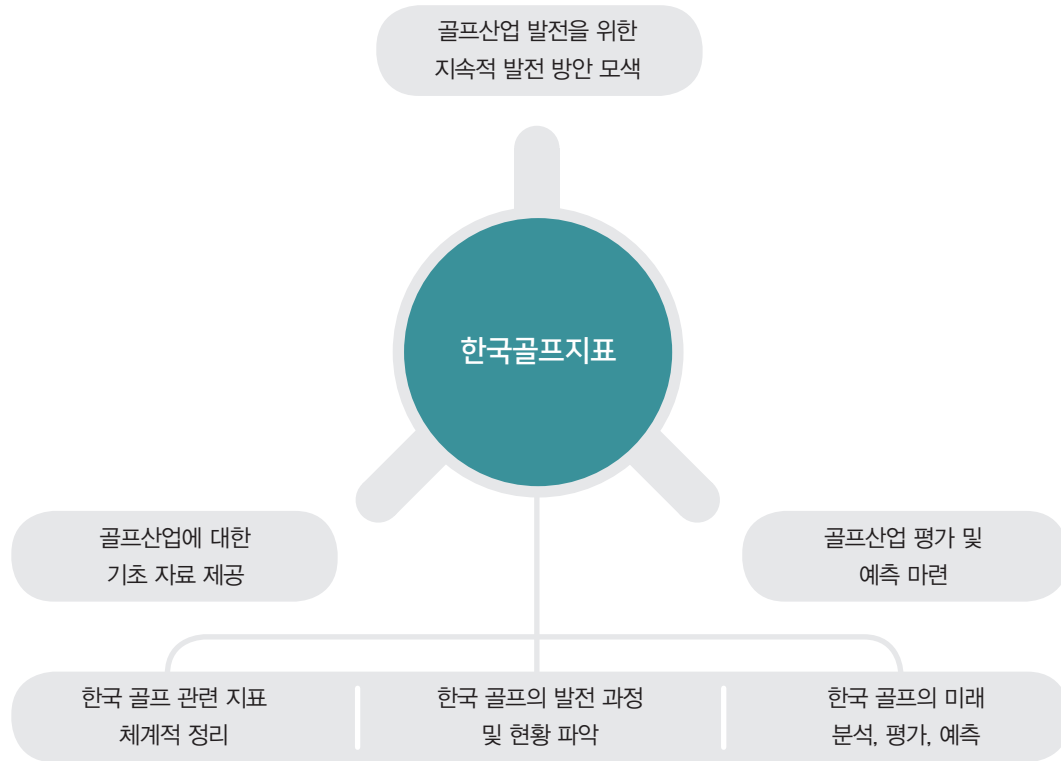 골프산업 발전을 위한
지속적 발전 방안 모색
한국골프지표
골프산업에 대한
기초 자료 제공
골프산업 평가 및
예측 마련
한국 골프 관련 지표
체계적 정리
한국 골프의 발전 과정
및 현황 파악
한국 골프의 미래
분석, 평가, 예측